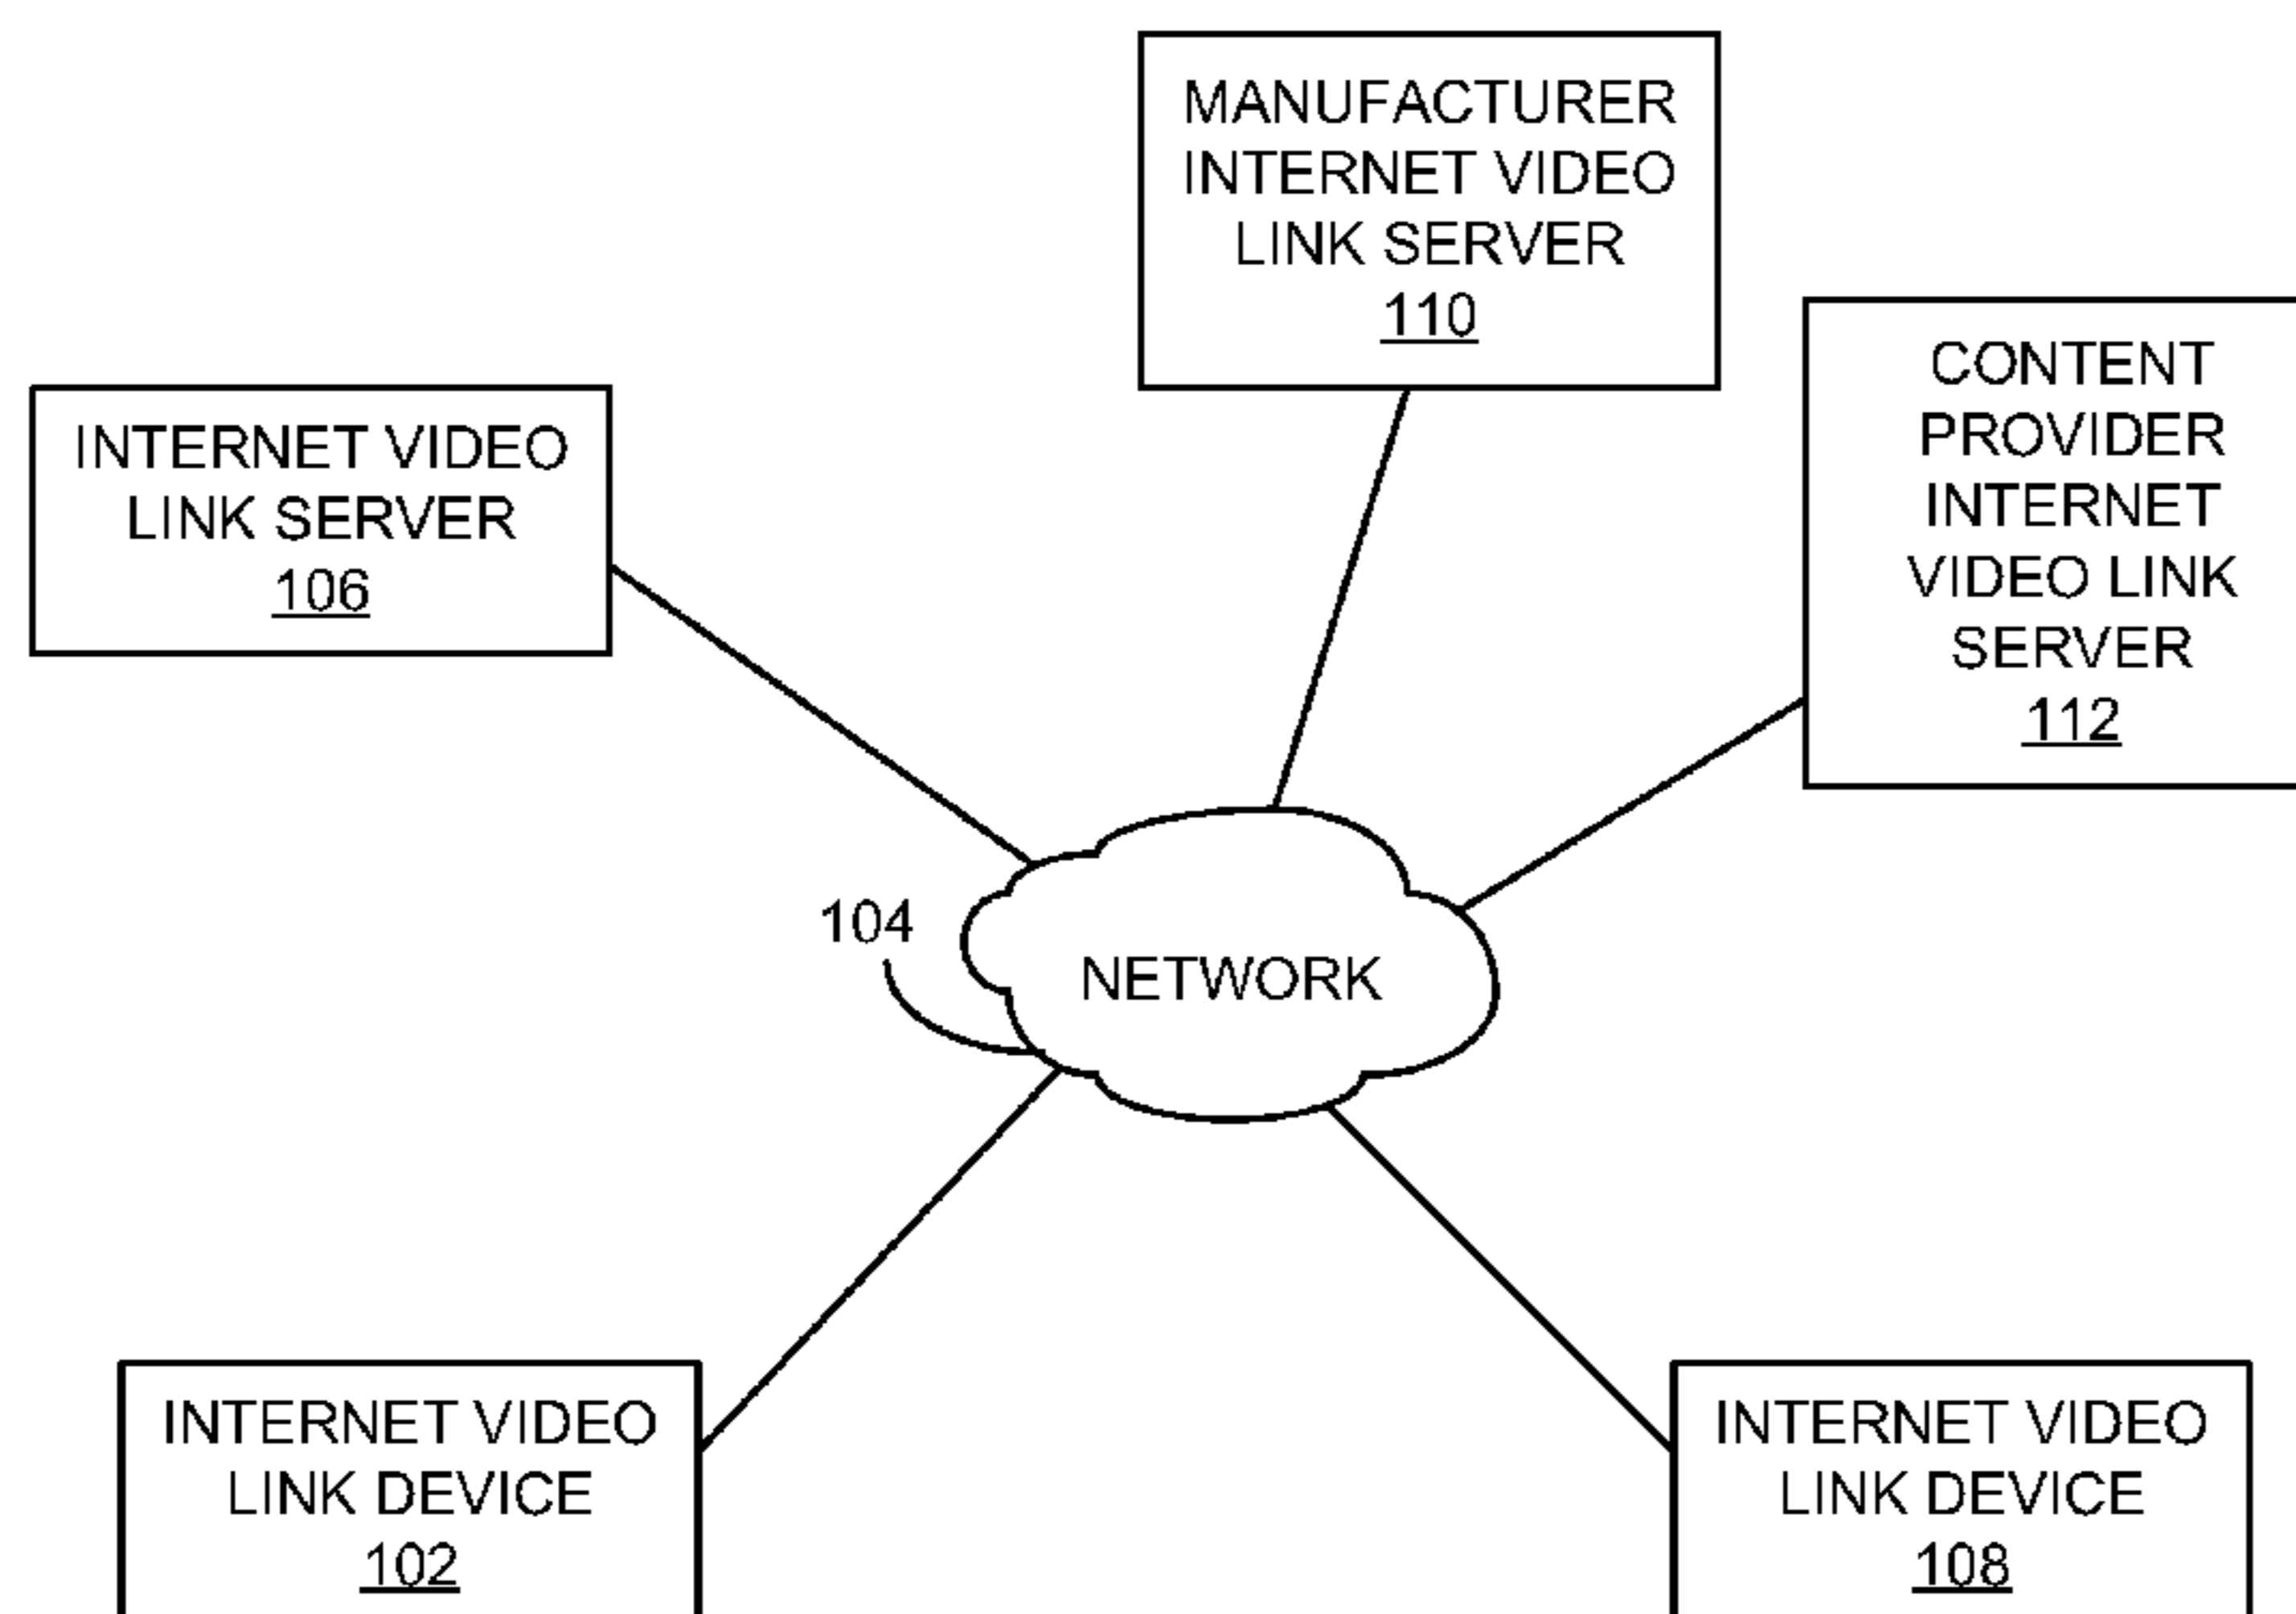 MANUFACTURER
INTERNET VIDEO
LINK SERVER
110
CONTENT
PROVIDER
INTERNET
VIDEO LINK
SERVER
112
INTERNET VIDEO
LINK SERVER
106
104
NETWORK
INTERNET VIDEO
LINK DEVICE
102
INTERNET VIDEO
LINK DEVICE
108